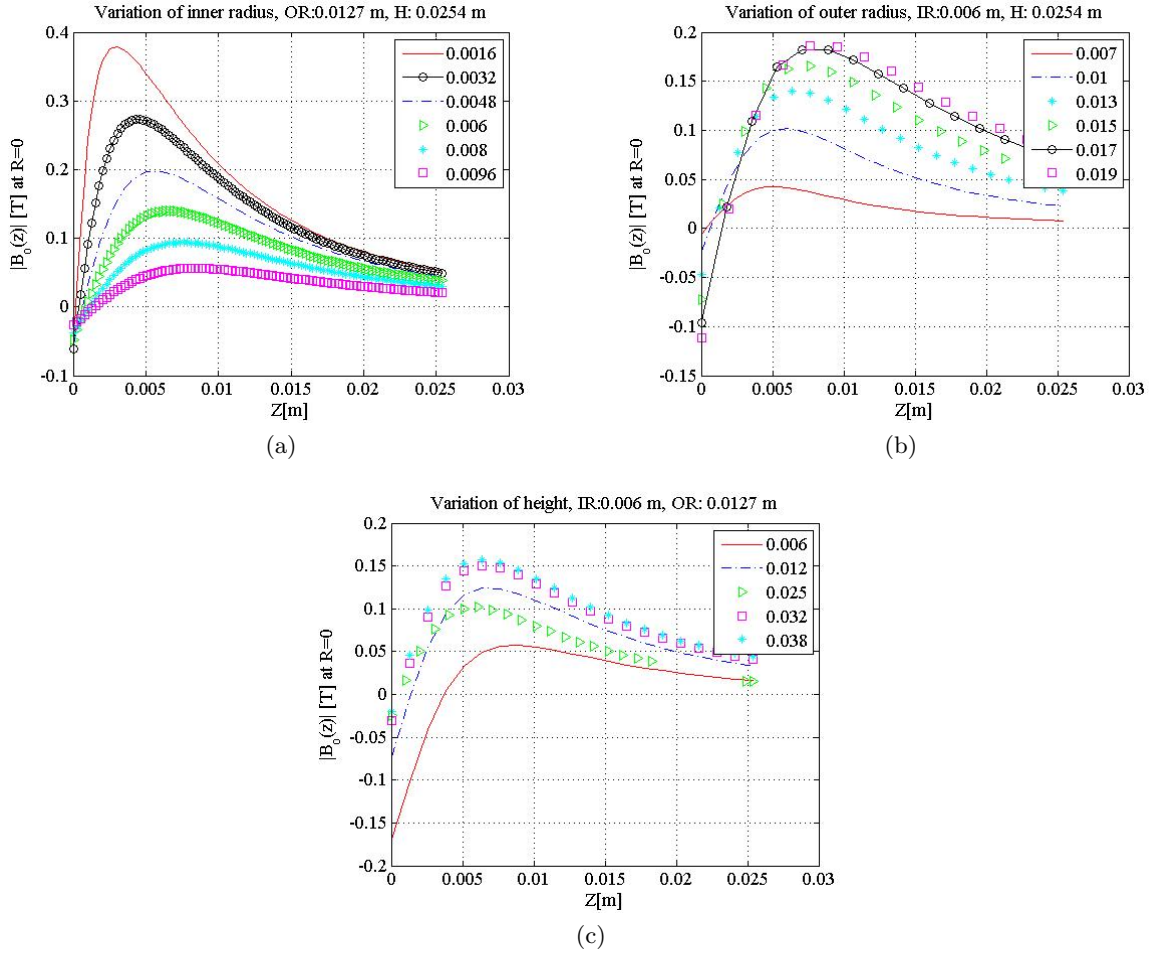 Variation of inner radius, OR:0.0127 m, H: 0.0254 m
0.4
0.3
0.2
0.1
0
-0.1
|B₀(z)| [T] at R=0
0.0016
0.0032
0.0048
0.006
0.008
0.0096
0 0.005 0.01 0.015 0.02 0.025 0.03
Z[m]
(a)
Variation of outer radius, IR:0.006 m, H: 0.0254 m
0.2
0.15
0.1
0.05
0
-0.05
-0.1
-0.15
|B₀(z)| [T] at R=0
0.007
0.01
0.013
0.015
0.017
0.019
0 0.005 0.01 0.015 0.02 0.025 0.03
Z[m]
(b)
Variation of height, IR:0.006 m, OR: 0.0127 m
0.2
0.15
0.1
0.05
0
-0.05
-0.1
-0.15
-0.2
|B₀(z)| [T] at R=0
0.006
0.012
0.025
0.032
0.038
0 0.005 0.01 0.015 0.02 0.025 0.03
Z[m]
(c)